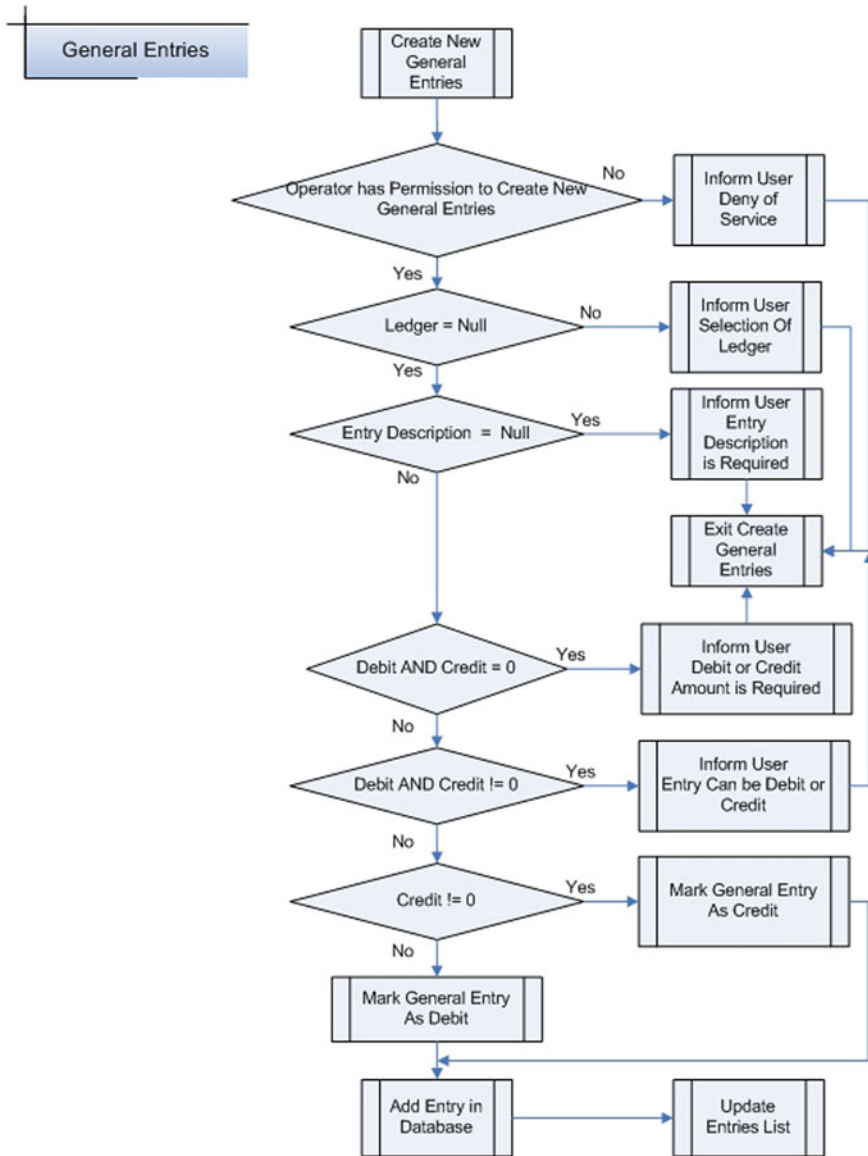 General Entries
Create New
General
Entries
Operator has Permission to Create New
General Entries
No
Inform User
Deny of
Service
Yes
Ledger = Null
No
Inform User
Selection Of
Ledger
Yes
Entry Description = Null
Yes
Inform User
Entry
Description
is Required
No
Exit Create
General
Entries
Debit AND Credit = 0
Yes
Inform User
Debit or Credit
Amount is Required
No
Debit AND Credit != 0
Yes
Inform User
Entry Can be Debit or
Credit
No
Credit != 0
Yes
Mark General Entry
As Credit
No
Mark General Entry
As Debit
Add Entry in
Database
Update
Entries List